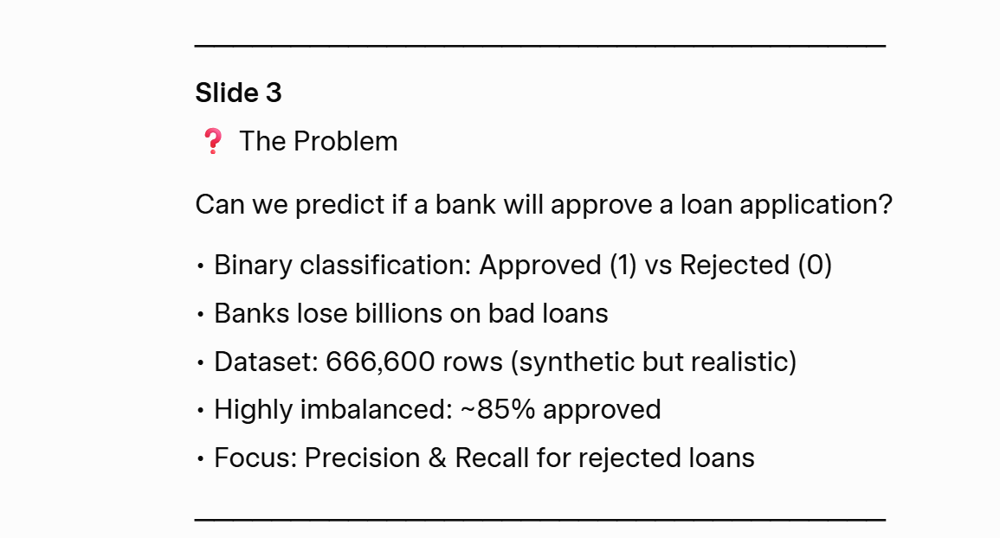 Slide 3
❓ The Problem
Can we predict if a bank will approve a loan application?
• Binary classification: Approved (1) vs Rejected (0)
• Banks lose billions on bad loans
• Dataset: 666,600 rows (synthetic but realistic)
• Highly imbalanced: ~85% approved
• Focus: Precision & Recall for rejected loans